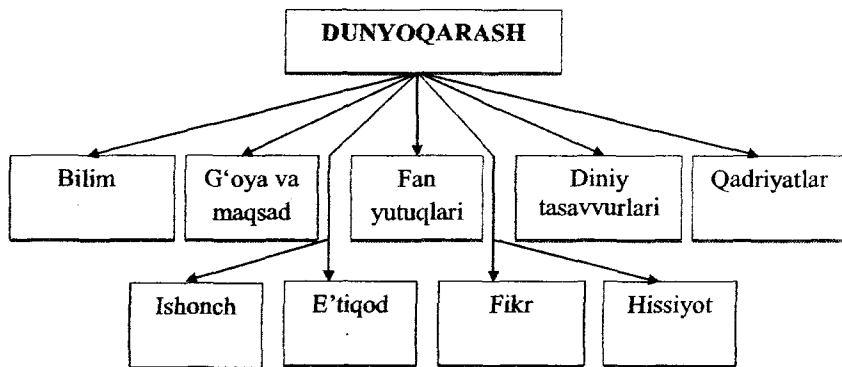 DUNYOQARASH
Bilim
G‘oya va
maqsad
Fan
yutuqlari
Diniy
tasavvurlari
Qadriyatlar
Ishonch
E’tiqod
Fikr
Hissiyot